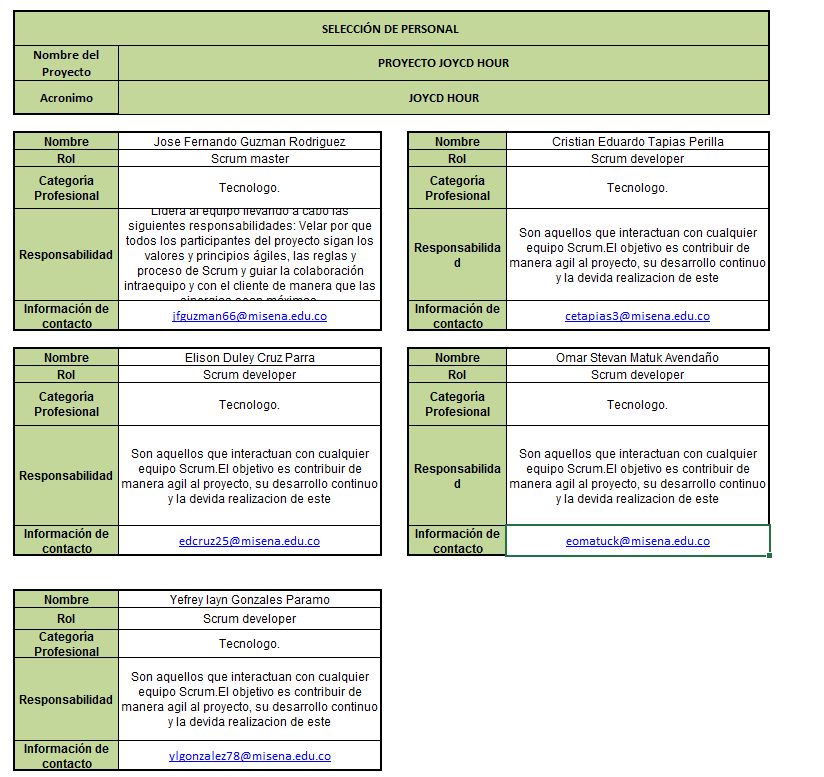 SELECCIÓN DE PERSONAL
Nombre del
Proyecto
PROYECTO JOYCD HOUR
Acronimo
JOYCD HOUR
Nombre
Jose Fernando Guzman Rodriguez
Rol
Scrum master
Categoría
Profesional
Tecnologo.
Responsabilidad
Lidera al equipo llevando a cabo las
siguientes responsabilidades: Velar por que
todos los participantes del proyecto sigan los
valores y principios ágiles, las reglas y
proceso de Scrum y guiar la colaboración
intraequipo y con el cliente de manera que las
sinergias sean máximas
Información de
contacto
jfguzman66@misena.edu.co
Nombre
Cristian Eduardo Tapias Perilla
Rol
Scrum developer
Categoría
Profesional
Tecnologo.
Responsabilida
d
Son aquellos que interactuan con cualquier
equipo Scrum.El objetivo es contribuir de
manera agil al proyecto, su desarrollo continuo
y la devida realizacion de este
Información de
contacto
cetapias3@misena.edu.co
Nombre
Elison Duley Cruz Parra
Rol
Scrum developer
Categoría
Profesional
Tecnologo.
Responsabilidad
Son aquellos que interactuan con cualquier
equipo Scrum.El objetivo es contribuir de
manera agil al proyecto, su desarrollo continuo
y la devida realizacion de este
Información de
contacto
edcruz25@misena.edu.co
Nombre
Omar Stevan Matuk Avendaño
Rol
Scrum developer
Categoría
Profesional
Tecnologo.
Responsabilida
d
Son aquellos que interactuan con cualquier
equipo Scrum.El objetivo es contribuir de
manera agil al proyecto, su desarrollo continuo
y la devida realizacion de este
Información de
contacto
eomatuck@misena.edu.co
Nombre
Yefrey layn Gonzales Paramo
Rol
Scrum developer
Categoría
Profesional
Tecnologo.
Responsabilidad
Son aquellos que interactuan con cualquier
equipo Scrum.El objetivo es contribuir de
manera agil al proyecto, su desarrollo continuo
y la devida realizacion de este
Información de
contacto
ylgonzalez78@misena.edu.co